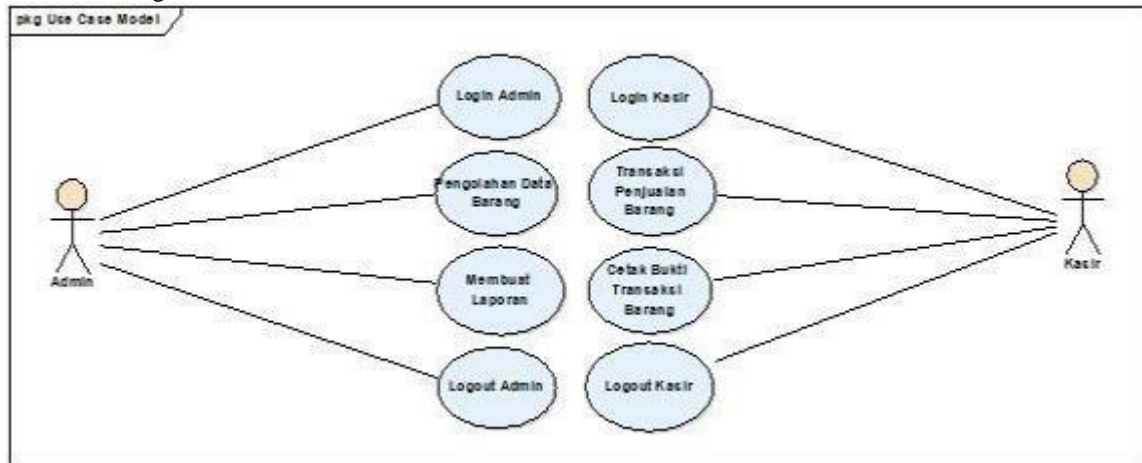 pkg Use Case Model
Login Admin
Login Kasir
Pengolahan Data
Barang
Transaksi
Penjualan
Barang
Admin
Kasir
Membuat
Laporan
Cetak Bukti
Transaksi
Barang
Logout Admin
Logout Kasir